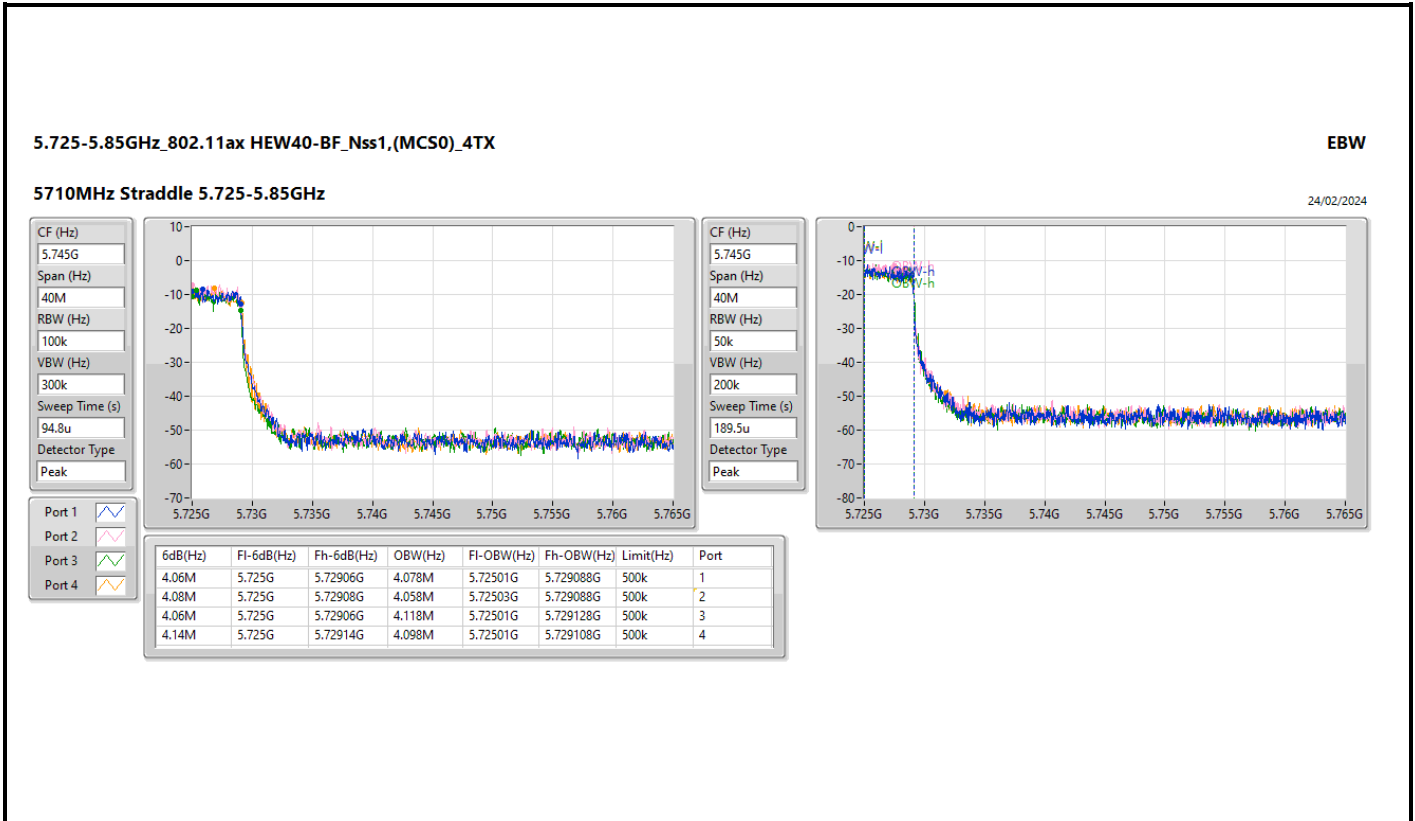 5.725-5.85GHz_802.11ax HEW40-BF_Nss1,(MCS0)_4TX
EBW
5710MHz Straddle 5.725-5.85GHz
24/02/2024
CF (Hz)
5.745G
Span (Hz)
40M
RBW (Hz)
100k
VBW (Hz)
300k
Sweep Time (s)
94.8u
Detector Type
Peak
10
0
-10
-20
-30
-40
-50
-60
-70
5.725G 5.73G 5.735G 5.74G 5.745G 5.75G 5.755G 5.76G 5.765G
CF (Hz)
5.745G
Span (Hz)
40M
RBW (Hz)
50k
VBW (Hz)
200k
Sweep Time (s)
189.5u
Detector Type
Peak
0
-10
-20
-30
-40
-50
-60
-70
-80
OBW-h
5.725G 5.73G 5.735G 5.74G 5.745G 5.75G 5.755G 5.76G 5.765G
Port 1
Port 2
Port 3
Port 4
6dB(Hz) Fl-6dB(Hz) Fh-6dB(Hz) OBW(Hz) Fl-OBW(Hz) Fh-OBW(Hz) Limit(Hz) Port
4.06M 5.725G 5.72906G 4.078M 5.72501G 5.729088G 500k 1
4.08M 5.725G 5.72908G 4.058M 5.72503G 5.729088G 500k 2
4.06M 5.725G 5.72906G 4.118M 5.72501G 5.729128G 500k 3
4.14M 5.725G 5.72914G 4.098M 5.72501G 5.729108G 500k 4